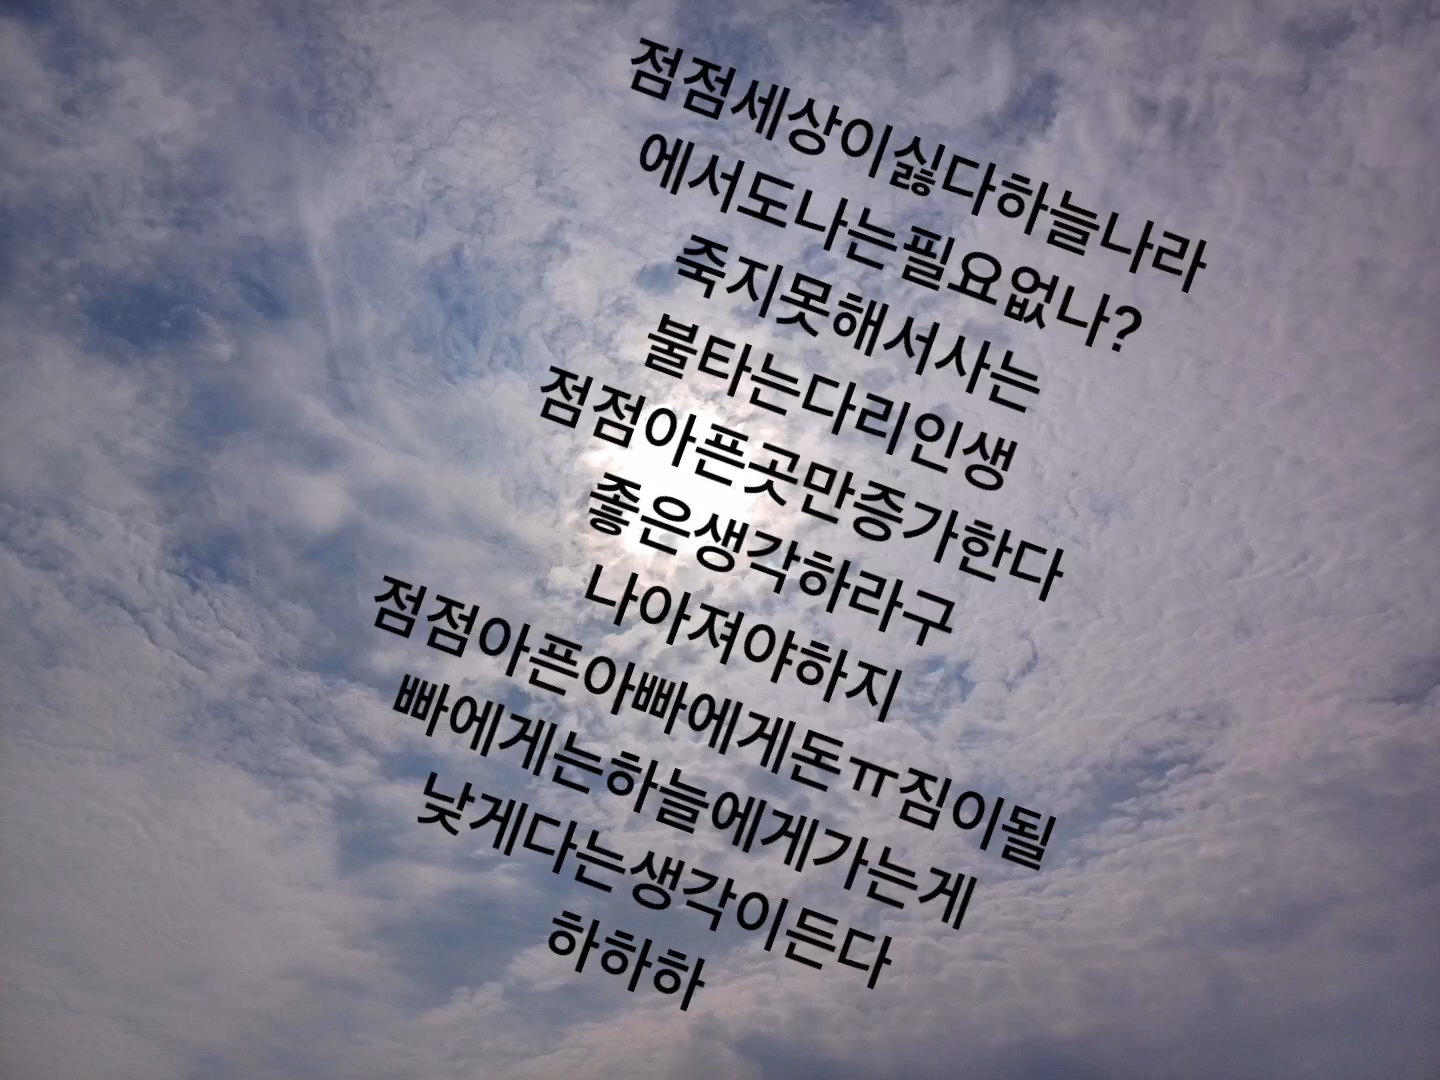 점점세상이싫다하늘나라
에서도나는필요없나?
죽지못해서사는
불타는다리인생
점점아픈곳만증가한다
좋은생각하라구
나아져야하지
점점아픈아빠에게돈ㅠ짐이될
빠에게는하늘에게가는게
낮게다는생각이든다
하하하